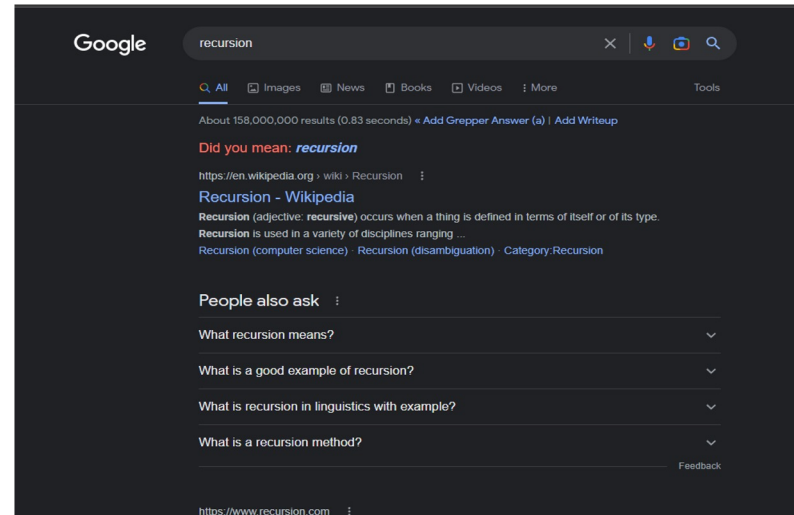 Google
recursion
All Images News Books Videos More Tools
About 158,000,000 results (0.83 seconds) « Add Grepper Answer (a) | Add Writeup
Did you mean: recursion
https://en.wikipedia.org › wiki › Recursion
Recursion - Wikipedia
Recursion (adjective: recursive) occurs when a thing is defined in terms of itself or of its type.
Recursion is used in a variety of disciplines ranging ...
Recursion (computer science) · Recursion (disambiguation) · Category:Recursion
People also ask
What recursion means?
What is a good example of recursion?
What is recursion in linguistics with example?
What is a recursion method?
Feedback
https://www.recursion.com